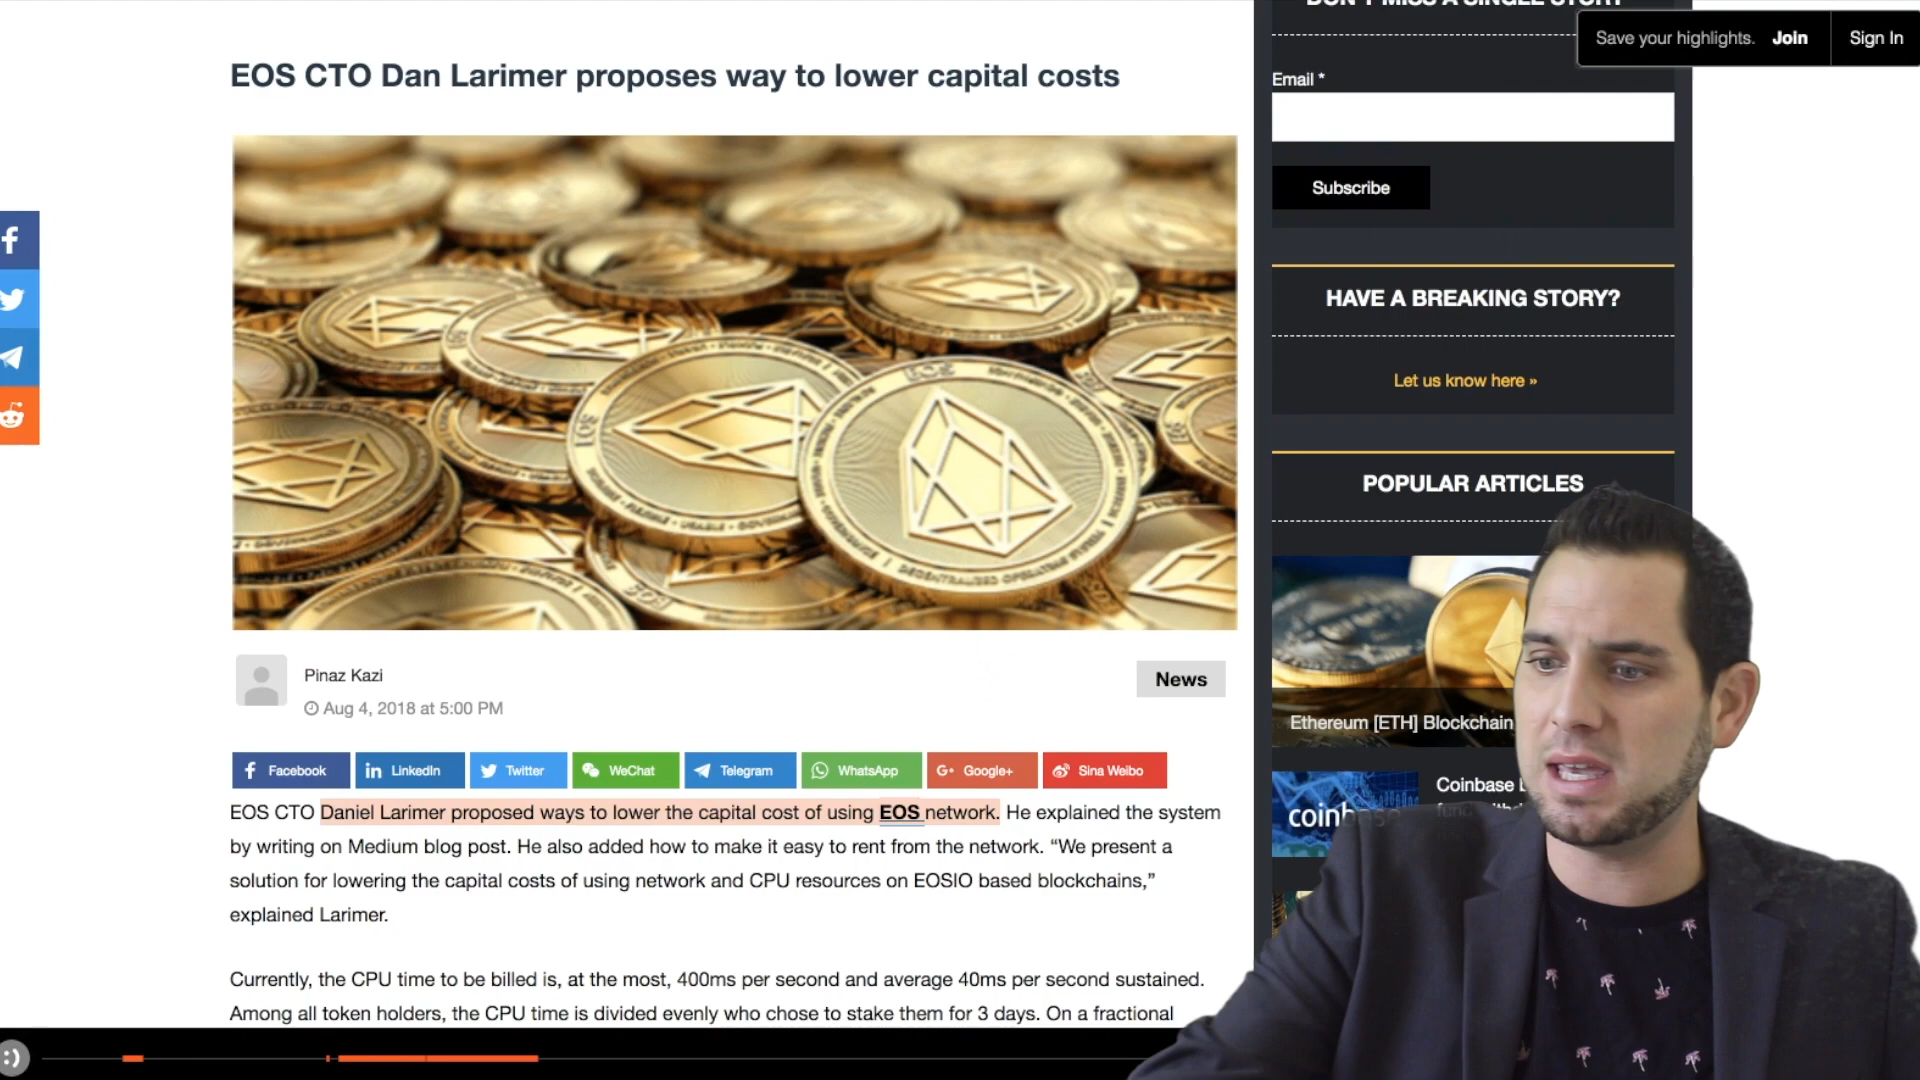 DON'T MISS A SINGLE STORY
Save your highlights. Join Sign In
EOS CTO Dan Larimer proposes way to lower capital costs
Email *
Subscribe
HAVE A BREAKING STORY?
Let us know here »
POPULAR ARTICLES
Pinaz Kazi
Aug 4, 2018 at 5:00 PM
News
Ethereum [ETH] Blockchain
Facebook LinkedIn Twitter WeChat Telegram WhatsApp Google+ Sina Weibo
Coinbase
EOS CTO Daniel Larimer proposed ways to lower the capital cost of using EOS network. He explained the system
by writing on Medium blog post. He also added how to make it easy to rent from the network. “We present a
solution for lowering the capital costs of using network and CPU resources on EOSIO based blockchains,”
explained Larimer.
Currently, the CPU time to be billed is, at the most, 400ms per second and average 40ms per second sustained.
Among all token holders, the CPU time is divided evenly who chose to stake them for 3 days. On a fractional